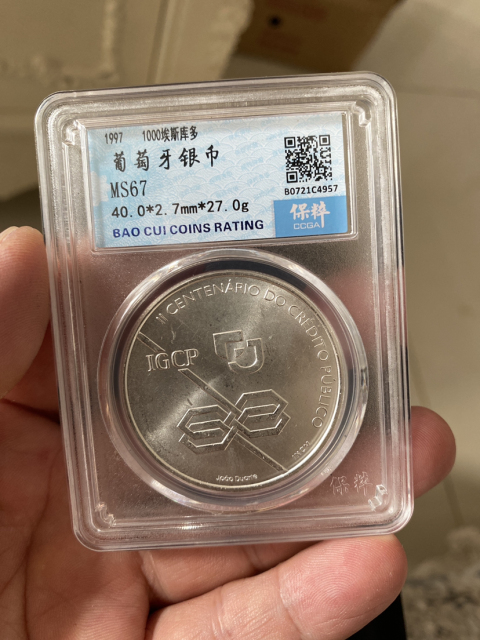 1997 1000埃斯库多
葡萄牙银币
MS67
40.0*2.7mm*27.0g
BAO CUI COINS RATING
B0721C4957
保粹
CCGA
II CENTENÁRIO DO CRÉDITO PÚBLICO
IGCP
João Duarte
INCM
保粹